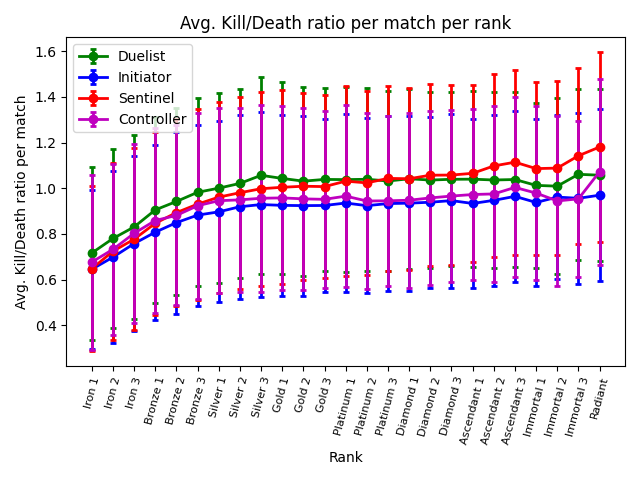 Avg. Kill/Death ratio per match per rank
Duelist
Initiator
Sentinel
Controller
Avg. Kill/Death ratio per match
1.6
1.4
1.2
1.0
0.8
0.6
0.4
Iron 1
Iron 2
Iron 3
Bronze 1
Bronze 2
Bronze 3
Silver 1
Silver 2
Silver 3
Gold 1
Gold 2
Gold 3
Platinum 1
Platinum 2
Platinum 3
Diamond 1
Diamond 2
Diamond 3
Ascendant 1
Ascendant 2
Ascendant 3
Immortal 1
Immortal 2
Immortal 3
Radiant
Rank